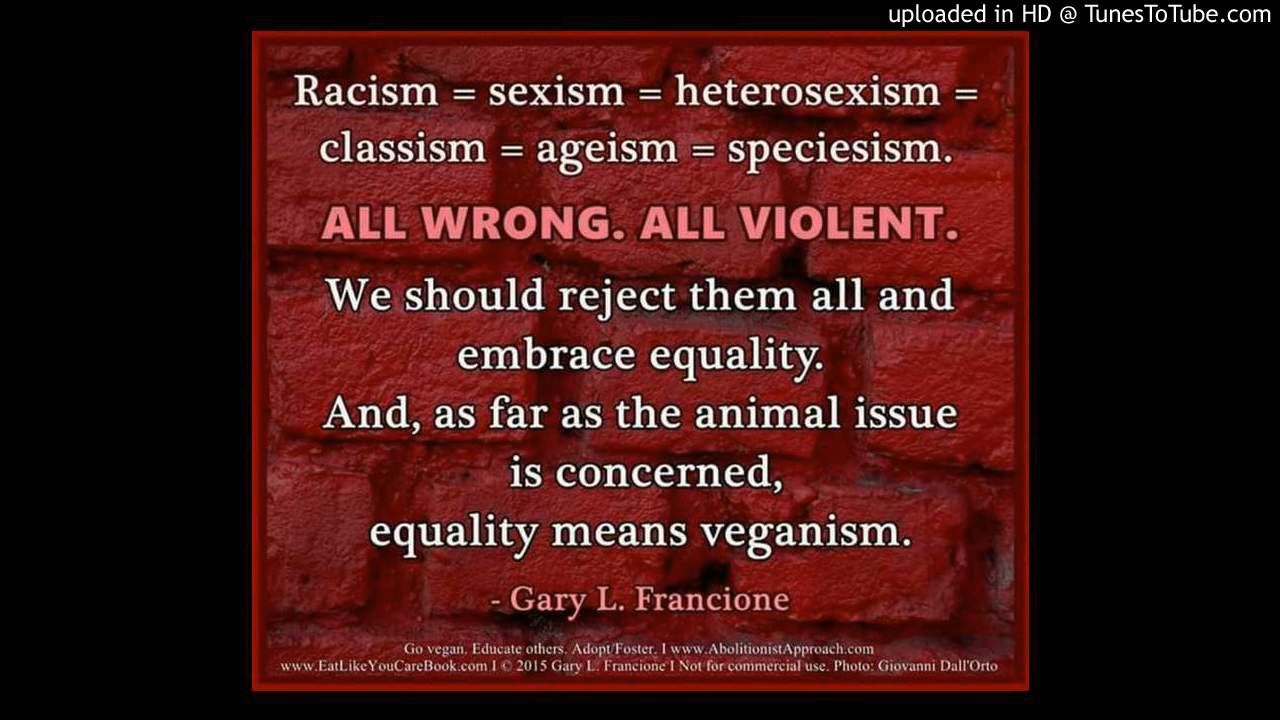 uploaded in HD @ TunesToTube.com
Racism = sexism = heterosexism =
classism = ageism = speciesism.
ALL WRONG. ALL VIOLENT.
We should reject them all and
embrace equality.
And, as far as the animal issue
is concerned,
equality means veganism.
- Gary L. Francione
Go vegan. Educate others. Adopt/Foster. I www.AbolitionistApproach.com
www.EatLikeYouCareBook.com I © 2015 Gary L. Francione I Not for commercial use. Photo: Giovanni Dall'Orto